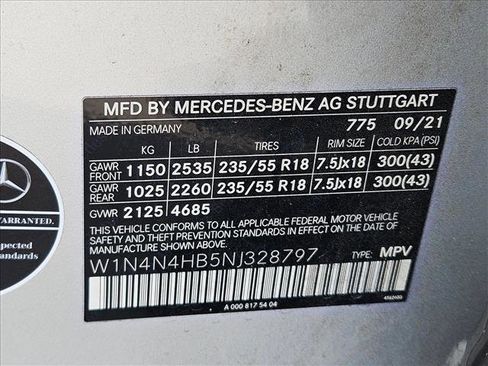 MFD BY MERCEDES-BENZ AG STUTTGART
MADE IN GERMANY 775 09/21
KG LB TIRES RIM SIZE COLD KPA(PSI)
GAWR FRONT 1150 2535 235/55 R18 7.5Jx18 300(43)
GAWR REAR 1025 2260 235/55 R18 7.5Jx18 300(43)
GVWR 2125 4685
THIS VEHICLE CONFORMS TO ALL APPLICABLE FEDERAL MOTOR VEHICLE
SAFETY, BUMPER, AND THEFT PREVENTION STANDARDS IN EFFECT ON THE
DATE OF MANUFACTURE SHOWN ABOVE.
W1N4N4HB5NJ328797 TYPE: MPV
A 000 817 54 04
ARRANTED.
spected
tandards